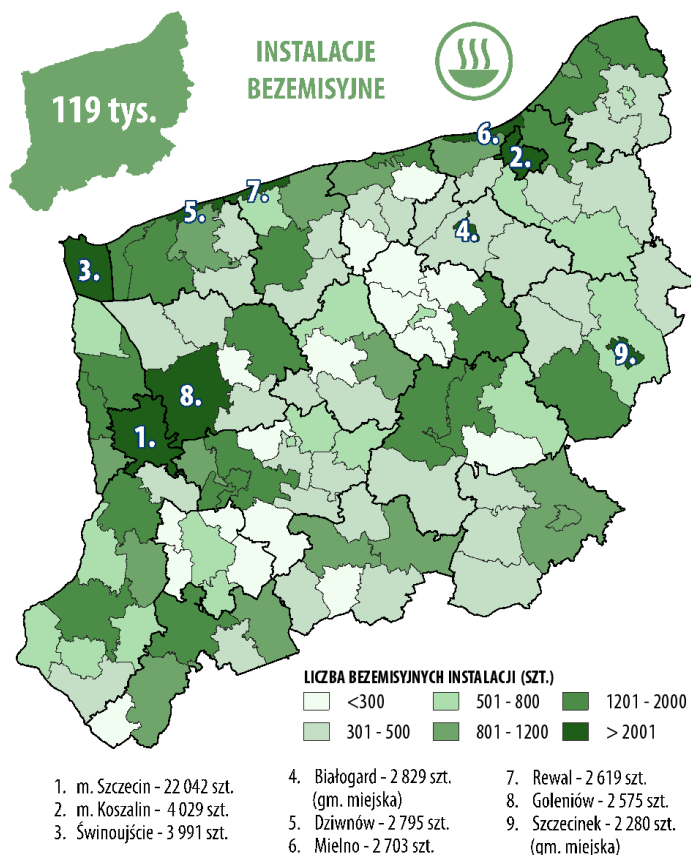 INSTALACJE
BEZEMISYJNE
119 tys.
6.
2.
7.
5.
4.
3.
9.
8.
1.
LICZBA BEZEMISYJNYCH INSTALACJI (SZT.)
<300
501 - 800
1201 - 2000
301 - 500
801 - 1200
> 2001
1. m. Szczecin - 22 042 szt.
2. m. Koszalin - 4 029 szt.
3. Świnoujście - 3 991 szt.
4. Białogard - 2 829 szt.
(gm. miejska)
5. Dziwnów - 2 795 szt.
6. Mielno - 2 703 szt.
7. Rewal - 2 619 szt.
8. Goleniów - 2 575 szt.
9. Szczecinek - 2 280 szt.
(gm. miejska)